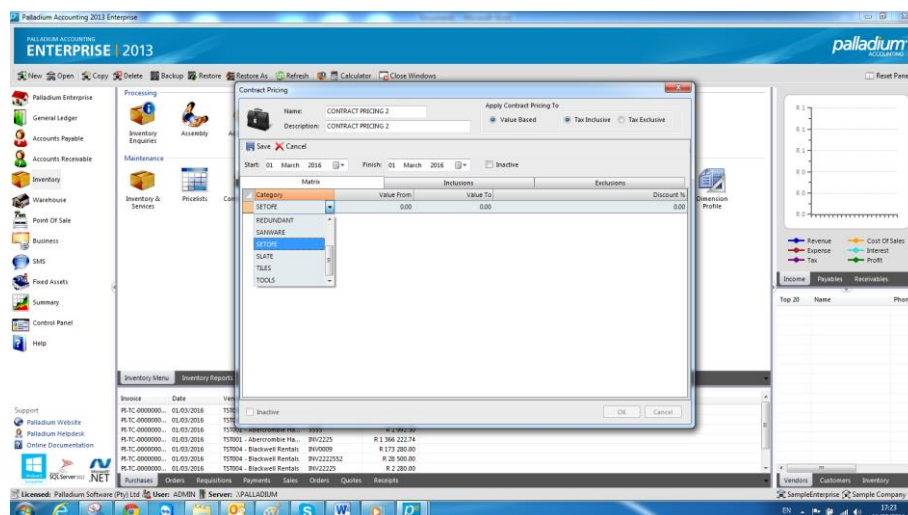 Palladium Accounting 2013 Enterprise
PALLADIUM ACCOUNTING
ENTERPRISE | 2013
palladium
ACCOUNTING
New Open Copy Delete Backup Restore Restore As Refresh Calculator Close Windows
Reset Pane
Palladium Enterprise
General Ledger
Accounts Payable
Accounts Receivable
Inventory
Warehouse
Point Of Sale
Business
SMS
Fixed Assets
Summary
Control Panel
Help
Support
Palladium Website
Palladium Helpdesk
Online Documentation
SQL Server .NET
Processing
Inventory Enquiries
Assembly
Maintenance
Inventory & Services
Pricelists
Dimension Profile
Contract Pricing
Name: CONTRACT PRICING 2
Description: CONTRACT PRICING 2
Apply Contract Pricing To
Value Based Tax Inclusive Tax Exclusive
Save Cancel
Start: 01 March 2016 Finish: 01 March 2016 Inactive
Matrix Inclusions Exclusions
Category Value From Value To Discount %
SETOFF 0.00 0.00 0.00
REDUNDANT
SANWARE
SETOFF
SLATE
TILES
TOOLS
Inactive OK Cancel
Inventory Menu Inventory Reports
Invoice Date
PI-TC-0000000... 01/03/2016
PI-TC-0000000... 01/03/2016
PI-TC-0000000... 01/03/2016 TST001 - Abercrombie Ha... INV2225 R 1 366 222.74
PI-TC-0000000... 01/03/2016 TST004 - Blackwell Rentals INV0009 R 173 280.00
PI-TC-0000000... 01/03/2016 TST004 - Blackwell Rentals INV2222552 R 28 500.00
PI-TC-0000000... 01/03/2016 TST004 - Blackwell Rentals INV22225 R 2 280.00
Purchases Orders Requisitions Payments Sales Orders Quotes Receipts
R 1
R 1
R 1
R 0
R 0
R 0
Revenue Cost Of Sales
Expense Interest
Tax Profit
Income Payables Receivables
Top 20 Name Phon
Vendors Customers Inventory
Licensed: Palladium Software (Pty) Ltd User: ADMIN Server: .\PALLADIUM
SampleEnterprise Sample Company
EN 17:23